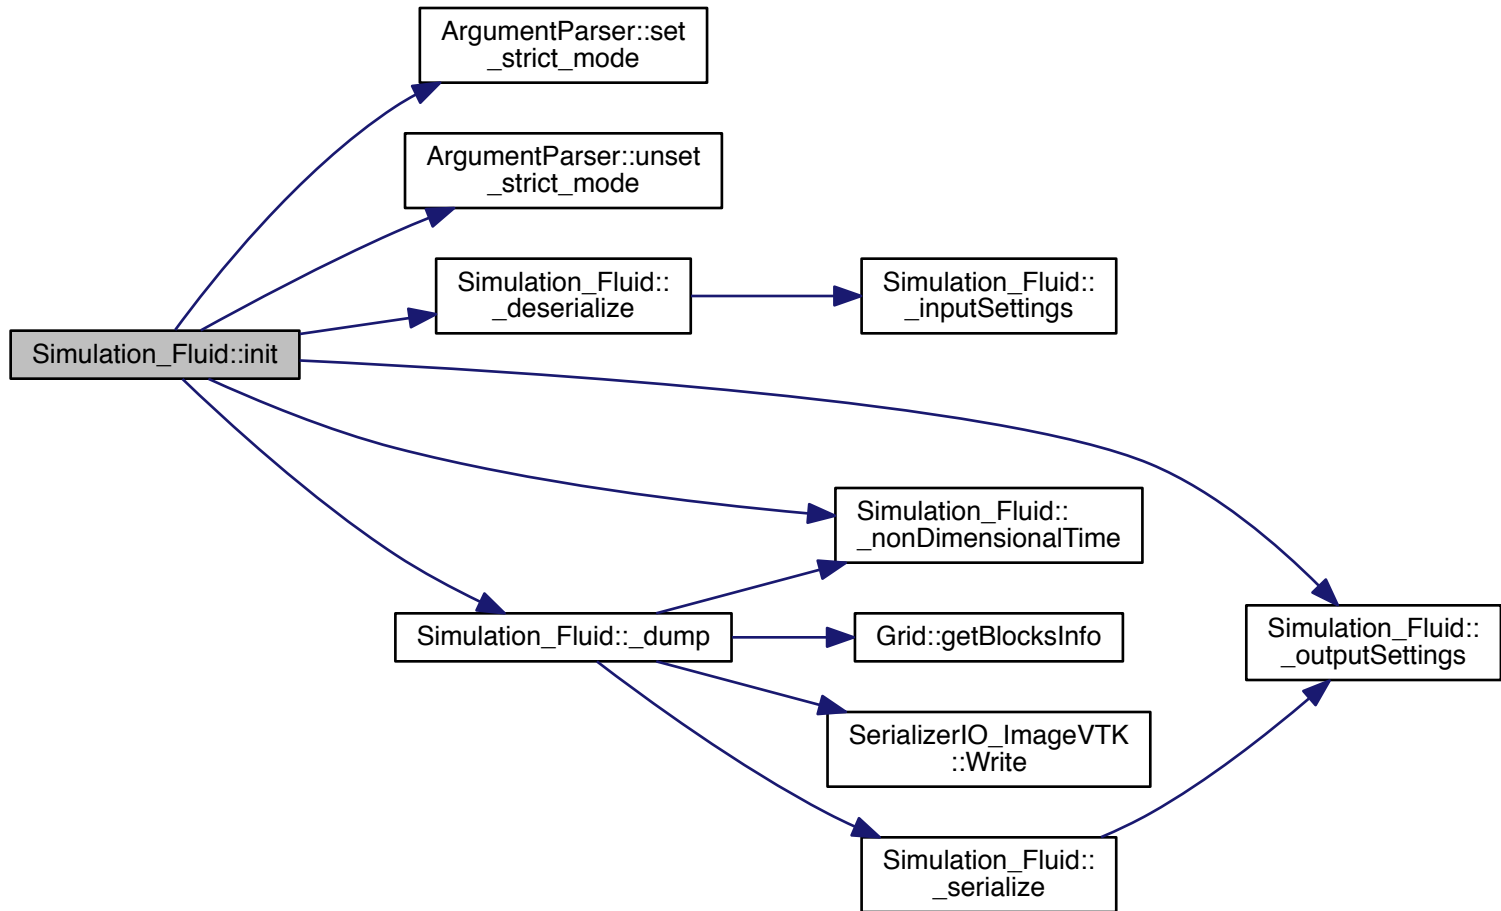 ArgumentParser::set
_strict_mode
ArgumentParser::unset
_strict_mode
Simulation_Fluid::
_deserialize
Simulation_Fluid::
_inputSettings
Simulation_Fluid::init
Simulation_Fluid::
_nonDimensionalTime
Simulation_Fluid::_dump
Grid::getBlocksInfo
Simulation_Fluid::
_outputSettings
SerializerIO_ImageVTK
::Write
Simulation_Fluid::
_serialize